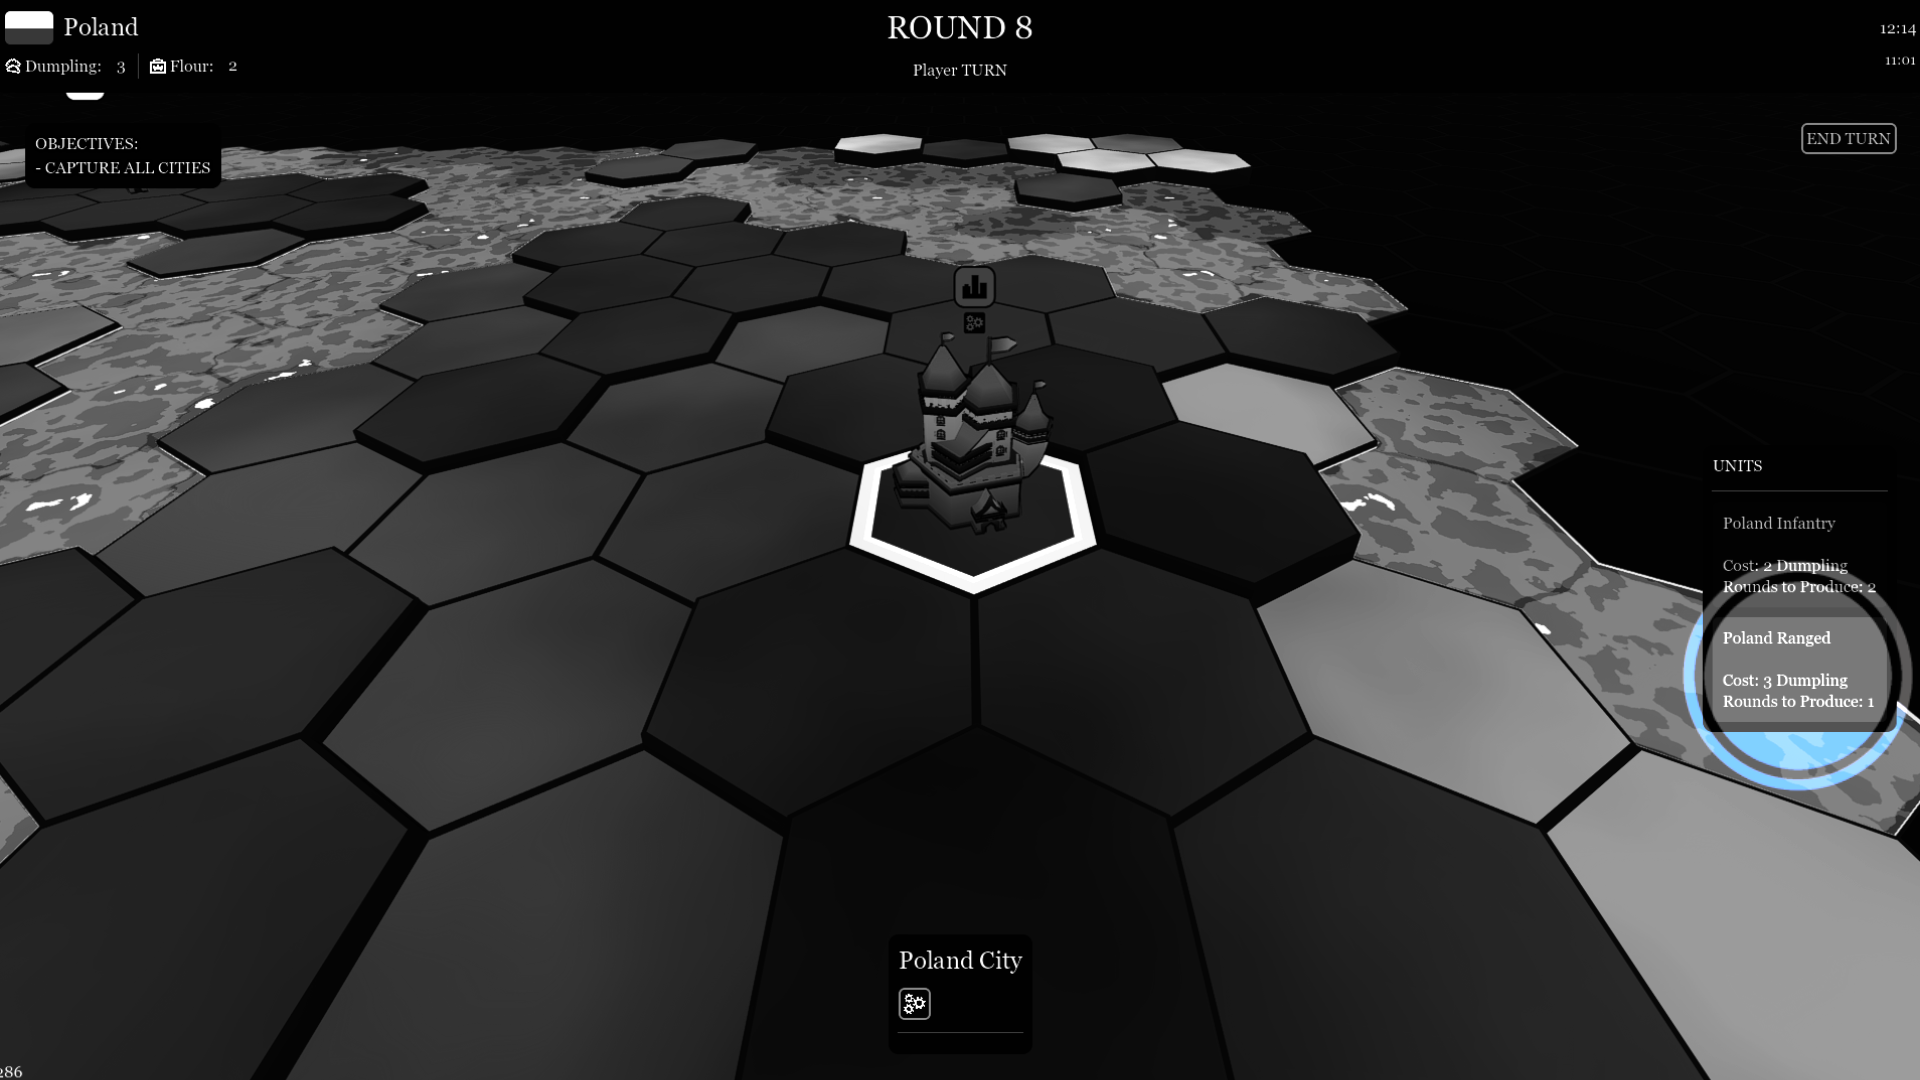 Poland
ROUND 8
12:14
Dumpling: 3
Flour: 2
Player TURN
11:01
OBJECTIVES:
- CAPTURE ALL CITIES
END TURN
UNITS
Poland Infantry
Cost: 2 Dumpling
Rounds to Produce: 2
Poland Ranged
Cost: 3 Dumpling
Rounds to Produce: 1
Poland City
286